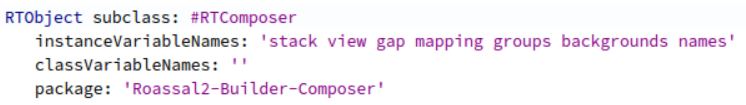 RTObject subclass: #RTComposer
instanceVariableNames: 'stack view gap mapping groups backgrounds names'
classVariableNames: ''
package: 'Roassal2-Builder-Composer'